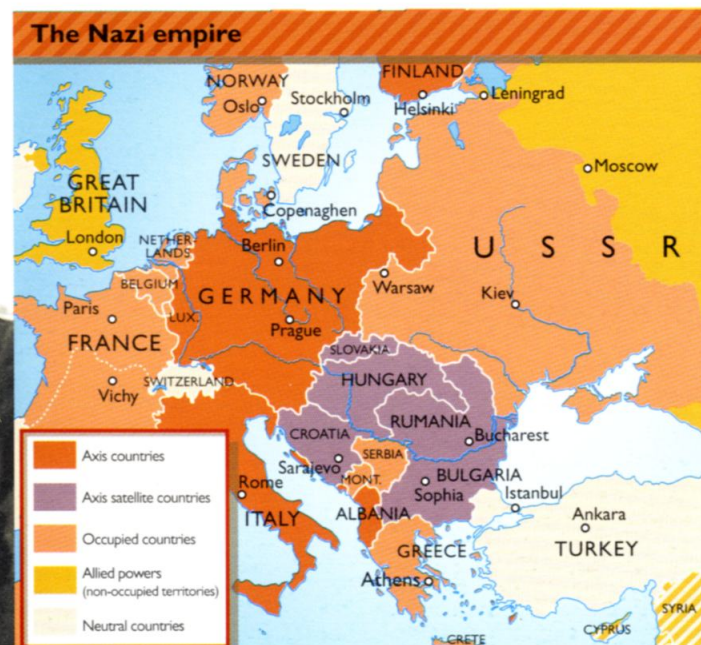 The Nazi empire
NORWAY
Oslo
Stockholm
FINLAND
Helsinki
Leningrad
SWEDEN
Moscow
GREAT
BRITAIN
Copenaghen
London
NETHER-
LANDS
Berlin
U S S R
BELGIUM
GERMANY
Warsaw
Kiev
Paris
LUX.
Prague
FRANCE
SLOVAKIA
SWITZERLAND
HUNGARY
Vichy
RUMANIA
CROATIA
Bucharest
SERBIA
Sarajevo
MONT.
BULGARIA
Sophia
Rome
Istanbul
ITALY
ALBANIA
Ankara
TURKEY
GREECE
Athens
SYRIA
CYPRUS
CRETE
Axis countries
Axis satellite countries
Occupied countries
Allied powers
(non-occupied territories)
Neutral countries